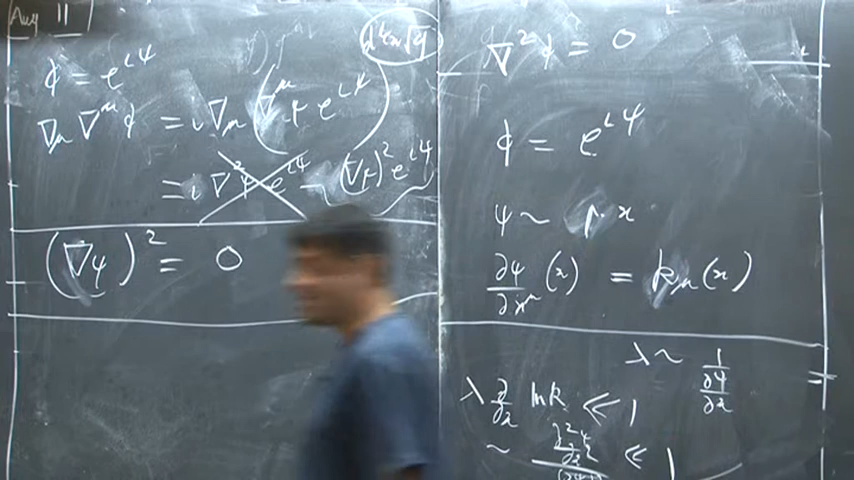 Aug 11
ϕ = e^{iψ}
∇_μ ∇^μ ϕ = i ∇_μ (∇^μ ψ e^{iψ})
= i ∇²ψ e^{iψ} - (∇ψ)² e^{iψ}
(∇ψ)² = 0
∇²ϕ = 0
ϕ = e^{iψ}
ψ ~ k·x
∂ψ/∂x^μ (x) = k_μ(x)
λ ~ 1/(∂ψ/∂x)
λ ∂/∂x ln k ≪ 1